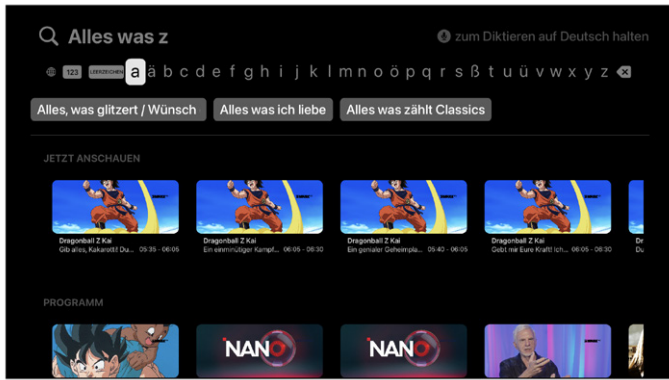 Alles was z
zum Diktieren auf Deutsch halten
123 LEERZEICHEN a ä b c d e f g h i j k l m n o ö p q r s ß t u ü v w x y z
Alles, was glitzert / Wünsch Alles was ich liebe Alles was zählt Classics
JETZT ANSCHAUEN
Dragonball Z Kai Dragonball Z Kai Dragonball Z Kai Dragonball Z Kai Dr
Gib alles, Kakarott! Du... 05:35 - 06:05 Ein einmütiger Kampf... 06:05 - 06:30 Ein genialer Geheimpla... 05:40 - 06:05 Gebt mir Eure Kraft! Ich... 06:05 - 06:30 Du
PROGRAMM
NANO NANO